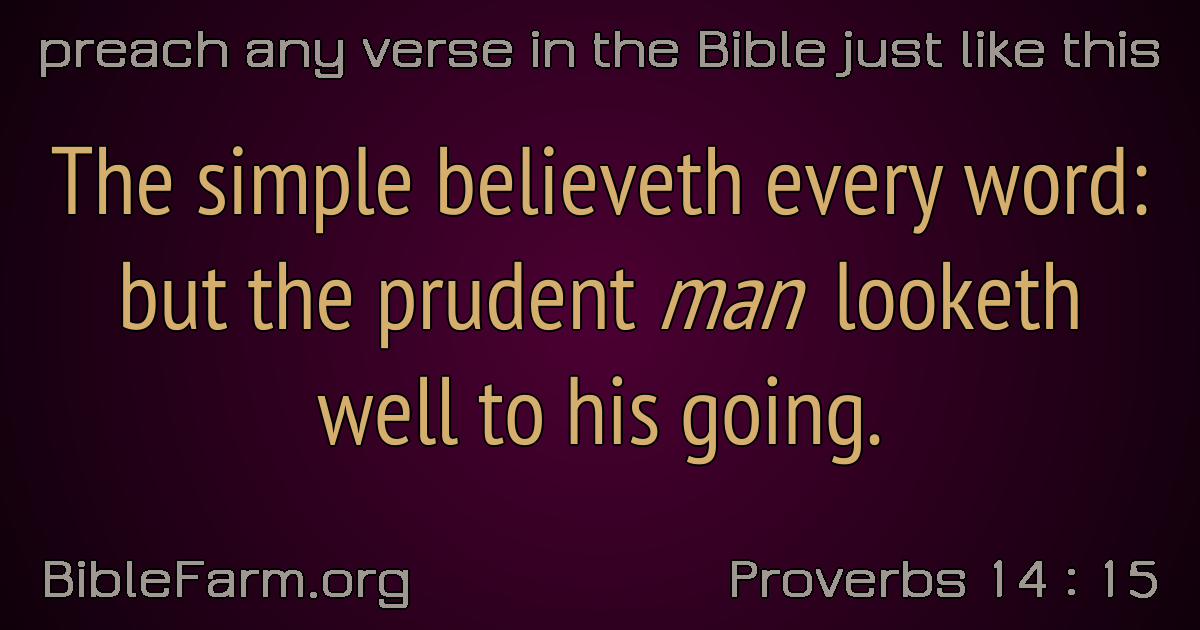 preach any verse in the Bible just like this
The simple believeth every word:
but the prudent man looketh
well to his going.
BibleFarm.org
Proverbs 14 : 15